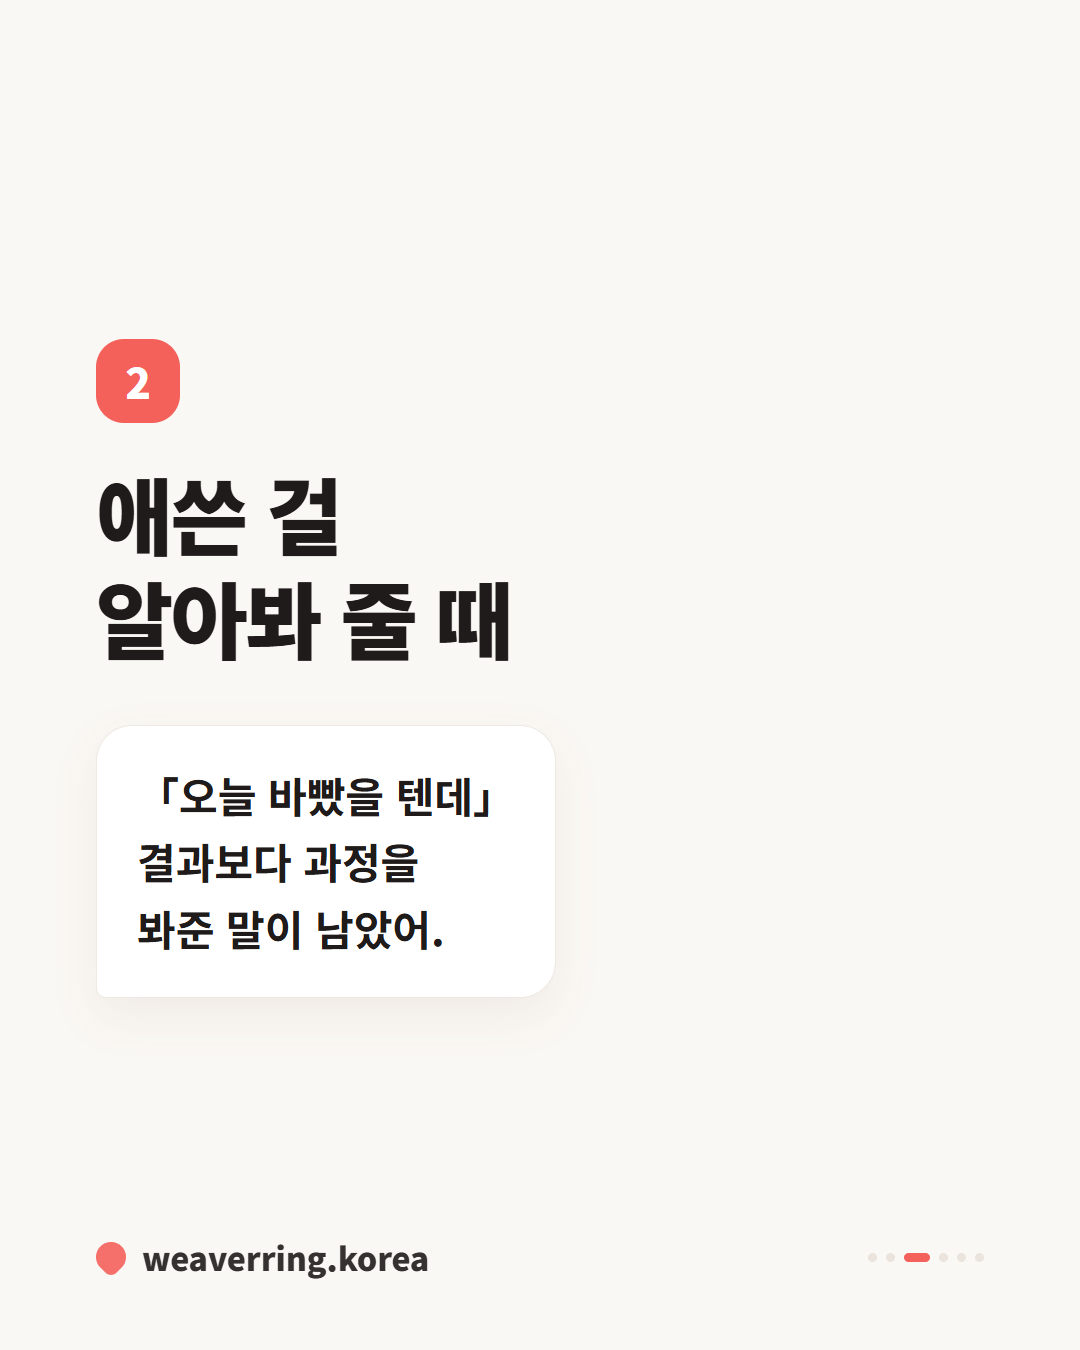 2
애쓴 걸
알아봐 줄 때
「오늘 바빴을 텐데」
결과보다 과정을
봐준 말이 남았어.
weaverring.korea